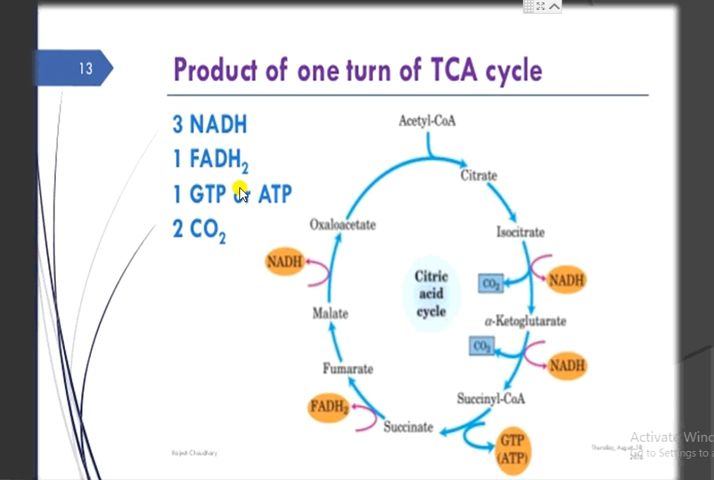 13
Product of one turn of TCA cycle
3 NADH
1 FADH₂
1 GTP or ATP
2 CO₂
Acetyl-CoA
Citrate
Oxaloacetate
Isocitrate
NADH
Citric
acid
cycle
CO₂
NADH
Malate
α-Ketoglutarate
CO₂
NADH
Fumarate
Succinyl-CoA
FADH₂
Succinate
GTP
(ATP)
Activate Wind
Go to Settings to a
Rajesh Chaudhary